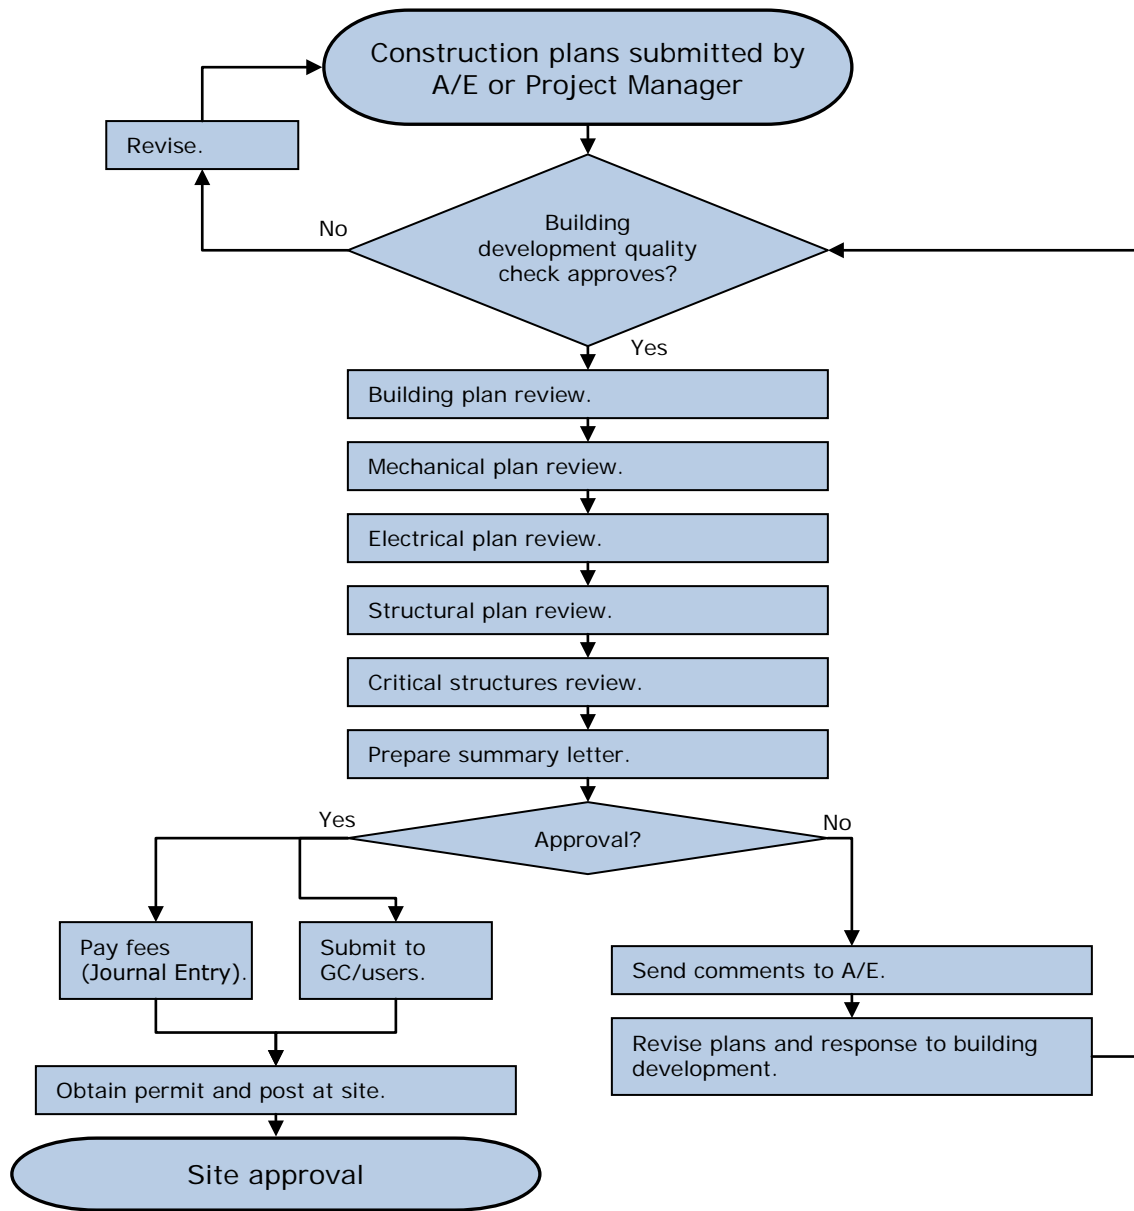 Construction plans submitted by
A/E or Project Manager
Revise.
No
Building
development quality
check approves?
Yes
Building plan review.
Mechanical plan review.
Electrical plan review.
Structural plan review.
Critical structures review.
Prepare summary letter.
Yes
Approval?
No
Pay fees
(Journal Entry).
Submit to
GC/users.
Send comments to A/E.
Revise plans and response to building
development.
Obtain permit and post at site.
Site approval